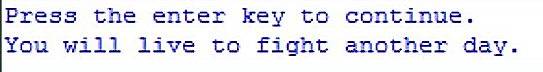 Press the enter key to continue.
You will live to fight another day.